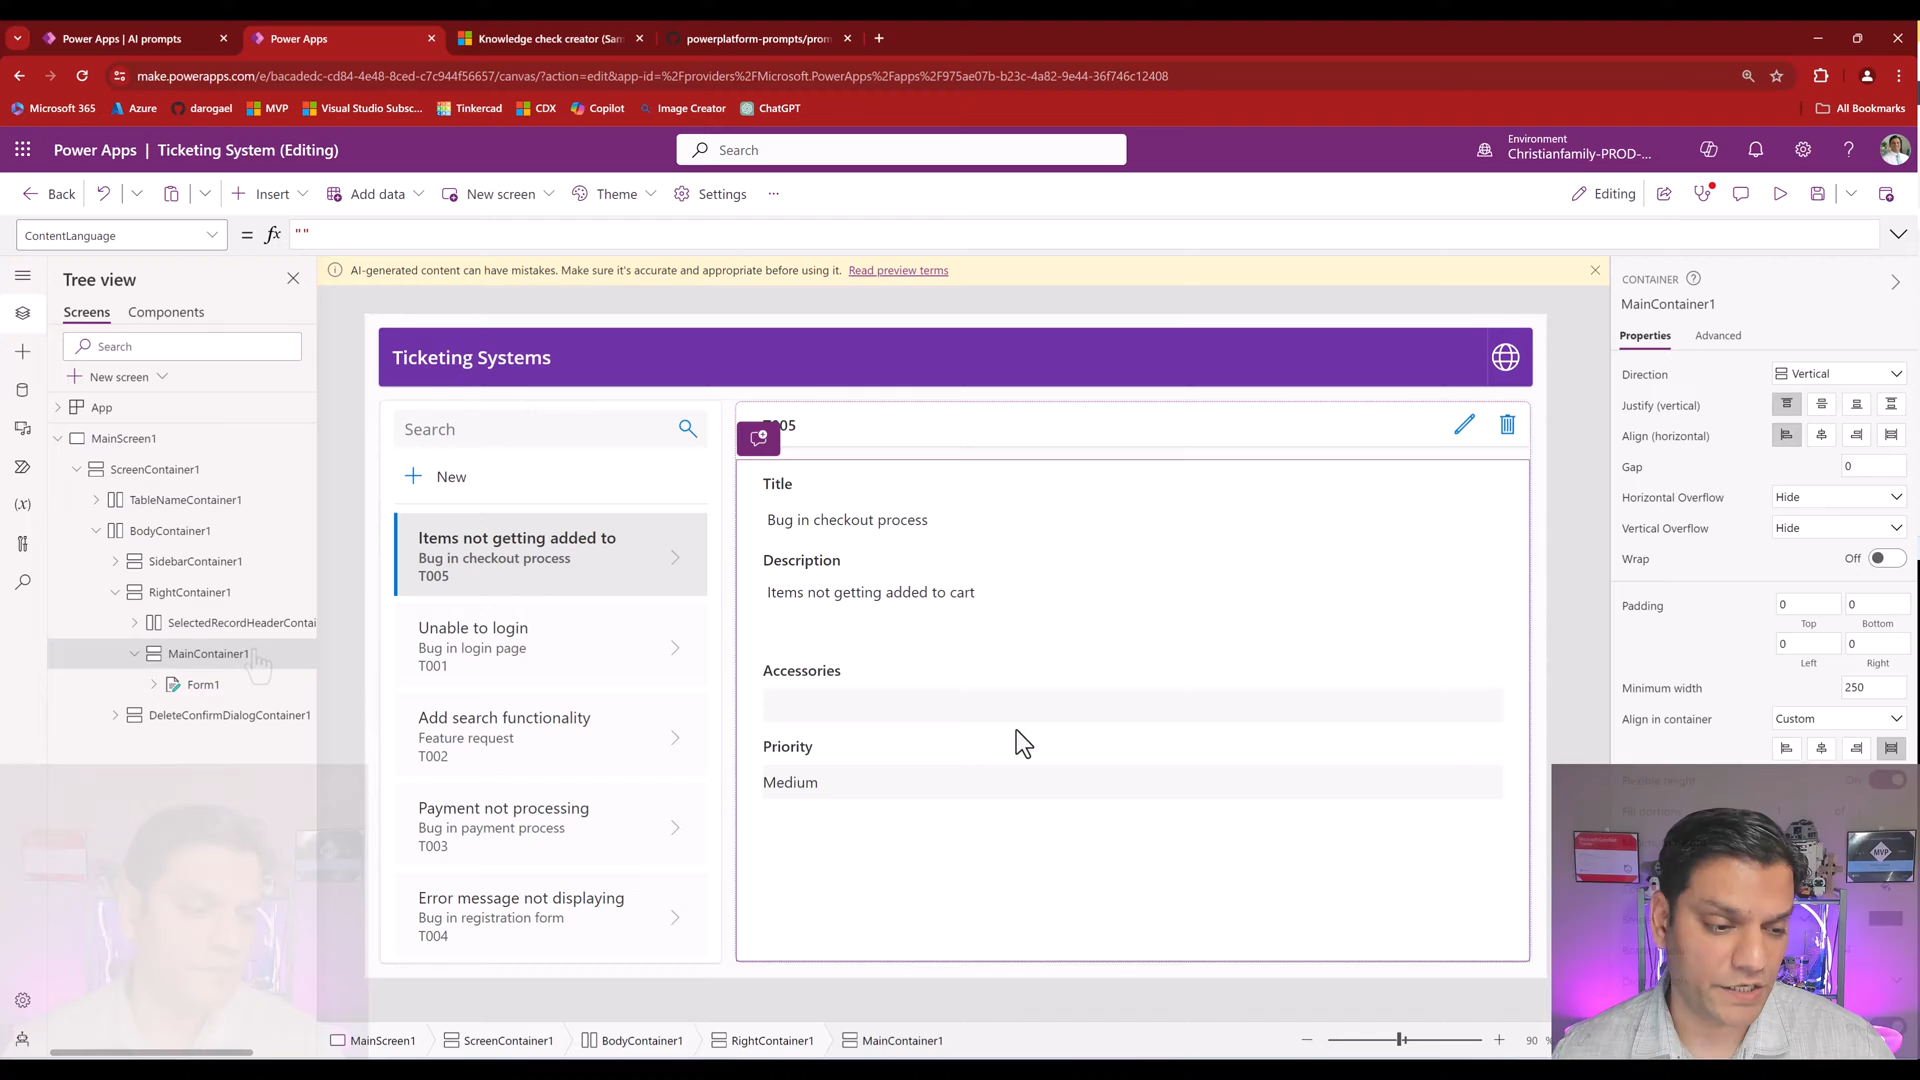 Power Apps | AI prompts
Power Apps
Knowledge check creator (Sam
powerplatform-prompts/prom
make.powerapps.com/e/bacadedc-cd84-4e48-8ced-c7c944f56657/canvas/?action=edit&app-id=%2Fproviders%2FMicrosoft.PowerApps%2Fapps%2F975ae07b-b23c-4a82-9e44-36f746c12408
Microsoft 365 Azure darogael MVP Visual Studio Subsc... Tinkercad CDX Copilot Image Creator ChatGPT All Bookmarks
Power Apps | Ticketing System (Editing)
Search
Environment
Christianfamily-PROD-...
Back Insert Add data New screen Theme Settings ... Editing
ContentLanguage = fx ""
Tree view
Screens Components
Search
New screen
App
MainScreen1
ScreenContainer1
TableNameContainer1
BodyContainer1
SidebarContainer1
RightContainer1
SelectedRecordHeaderContai
MainContainer1
Form1
DeleteConfirmDialogContainer1
AI-generated content can have mistakes. Make sure it's accurate and appropriate before using it. Read preview terms
Ticketing Systems
Search
New
Items not getting added to
Bug in checkout process
T005
Unable to login
Bug in login page
T001
Add search functionality
Feature request
T002
Payment not processing
Bug in payment process
T003
Error message not displaying
Bug in registration form
T004
05
Title
Bug in checkout process
Description
Items not getting added to cart
Accessories
Priority
Medium
CONTAINER
MainContainer1
Properties Advanced
Direction Vertical
Justify (vertical)
Align (horizontal)
Gap 0
Horizontal Overflow Hide
Vertical Overflow Hide
Wrap Off
Padding 0 0
Top Bottom
0 0
Left Right
Minimum width 250
Align in container Custom
Flexible height On
MVP
MainScreen1 ScreenContainer1 BodyContainer1 RightContainer1 MainContainer1
90 %